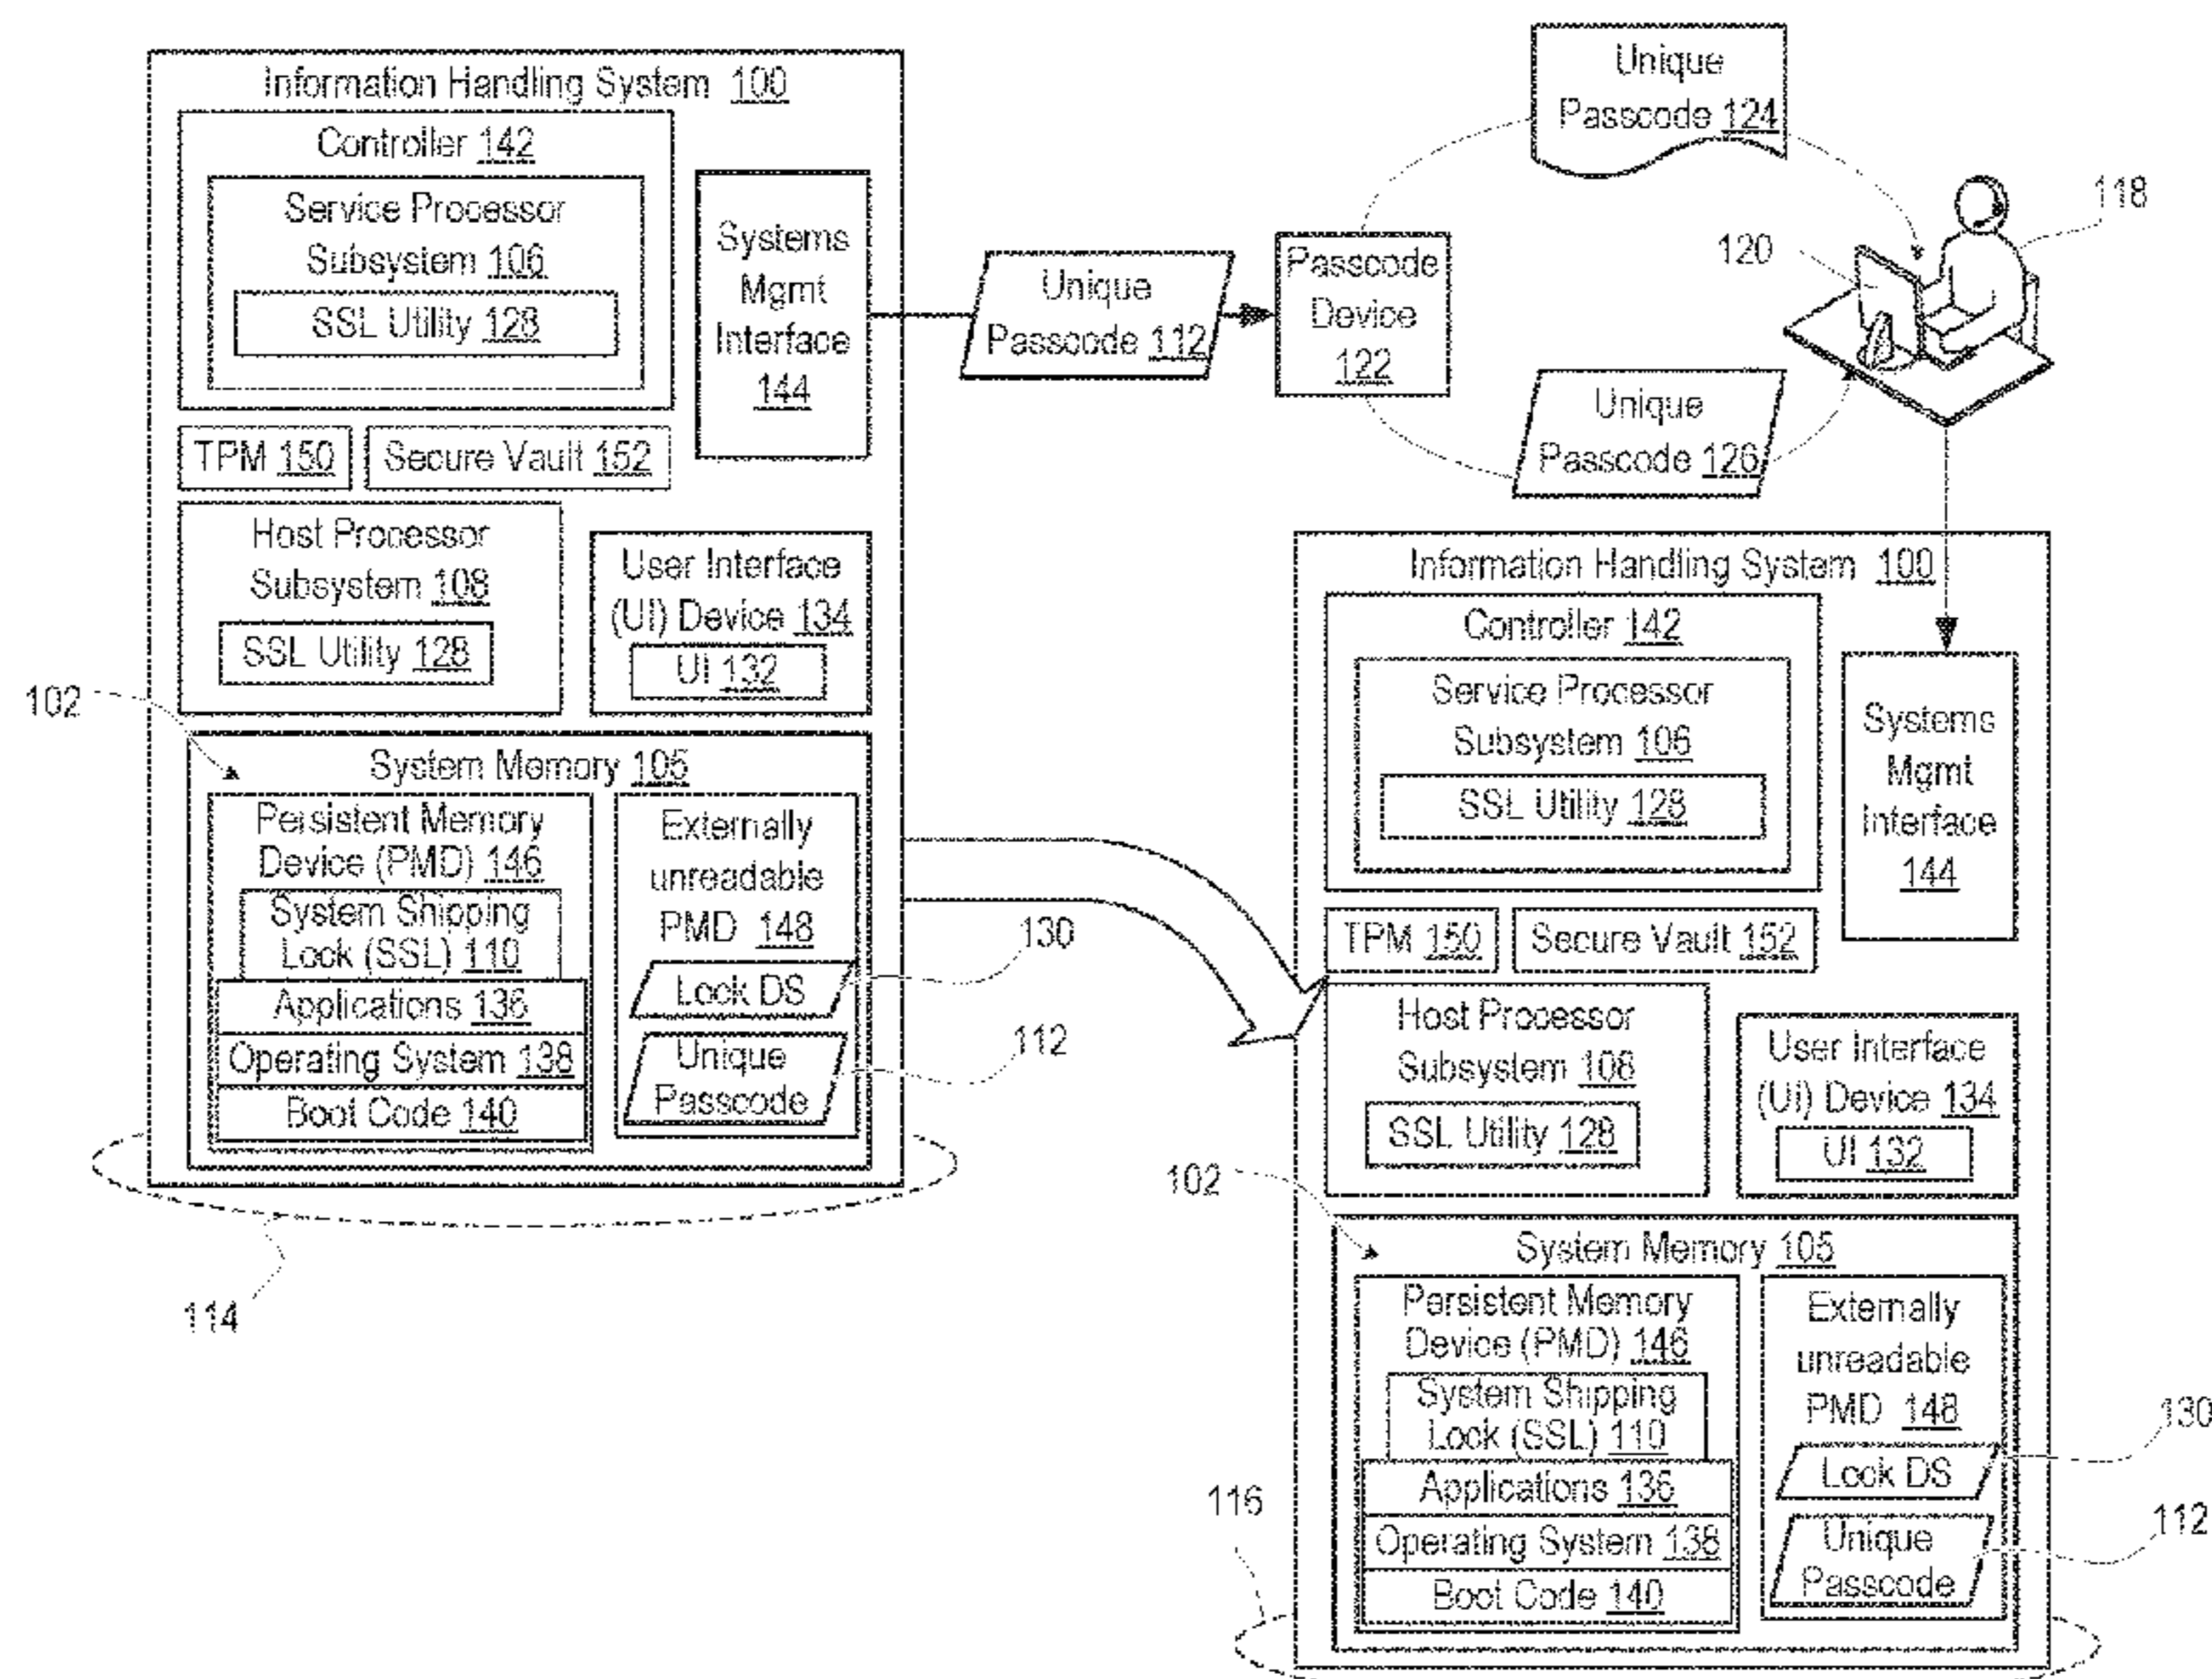 Information Handling System 100
Controller 142
Service Processor
Subsystem 106
SSL Utility 128
Systems
Mgmt
Interface
144
TPM 150
Secure Vault 152
Host Processor
Subsystem 108
SSL Utility 128
User Interface
(UI) Device 134
UI 132
102
System Memory 105
Persistent Memory
Device (PMD) 146
System Shipping
Lock (SSL) 110
Applications 136
Operating System 138
Boot Code 140
Externally
unreadable
PMD 148
Lock DS
130
Unique
Passcode
112
114
Unique
Passcode 112
Passcode
Device
122
Unique
Passcode 124
Unique
Passcode 126
118
120
Information Handling System 100
Controller 142
Service Processor
Subsystem 106
SSL Utility 128
Systems
Mgmt
Interface
144
TPM 150
Secure Vault 152
Host Processor
Subsystem 108
SSL Utility 128
User Interface
(UI) Device 134
UI 132
102
System Memory 105
Persistent Memory
Device (PMD) 146
System Shipping
Lock (SSL) 110
Applications 136
Operating System 138
Boot Code 140
Externally
unreadable
PMD 148
Lock DS
130
Unique
Passcode
112
116